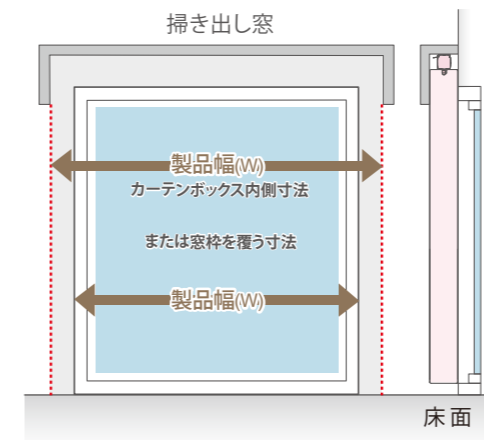 掃き出し窓
製品幅(W)
カーテンボックス内側寸法
または窓枠を覆う寸法
製品幅(W)
床面